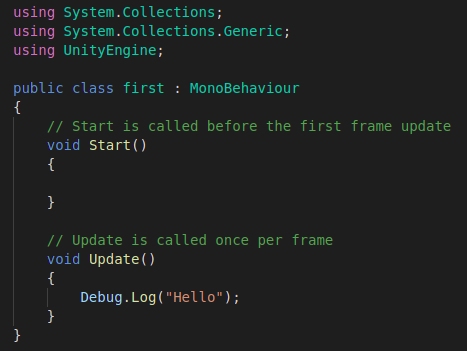 using System.Collections;
using System.Collections.Generic;
using UnityEngine;
public class first : MonoBehaviour
{
// Start is called before the first frame update
void Start()
{
}
// Update is called once per frame
void Update()
{
Debug.Log("Hello");
}
}